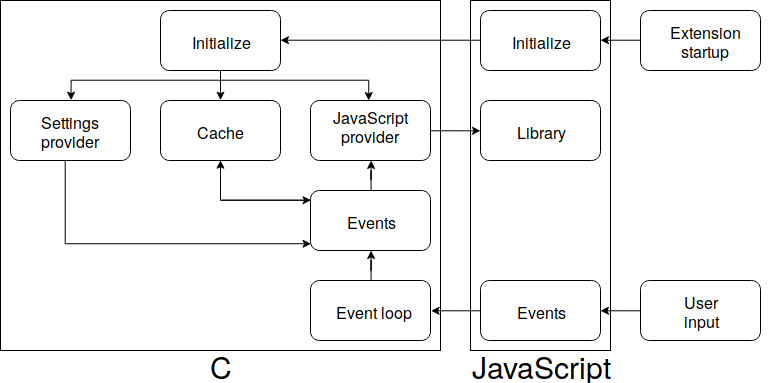 Initialize
Initialize
Extension
startup
Settings
provider
Cache
JavaScript
provider
Library
Events
Event loop
Events
User
input
C
JavaScript